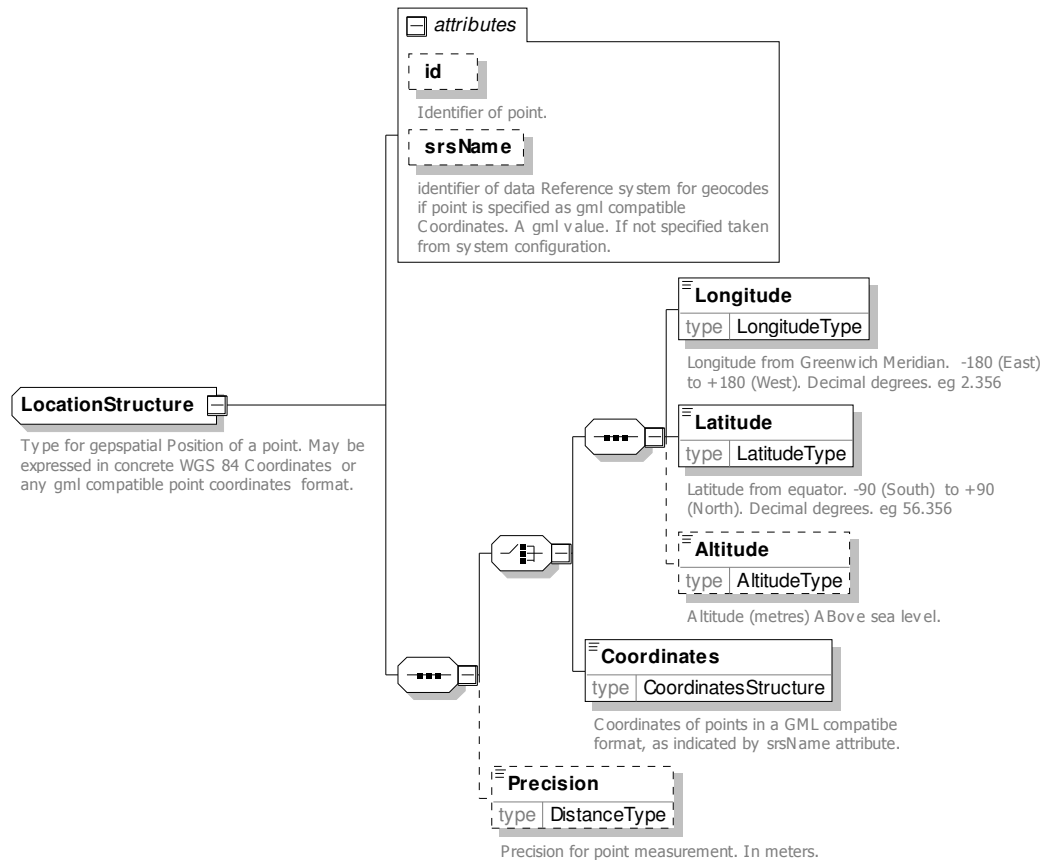 attributes
id
Identifier of point.
srsName
identifier of data Reference system for geocodes
if point is specified as gml compatible
Coordinates. A gml value. If not specified taken
from system configuration.
LocationStructure
Type for gepspatial Position of a point. May be
expressed in concrete WGS 84 Coordinates or
any gml compatible point coordinates format.
Longitude
type LongitudeType
Longitude from Greenwich Meridian. -180 (East)
to +180 (West). Decimal degrees. eg 2.356
Latitude
type LatitudeType
Latitude from equator. -90 (South) to +90
(North). Decimal degrees. eg 56.356
Altitude
type AltitudeType
Altitude (metres) ABove sea level.
Coordinates
type CoordinatesStructure
Coordinates of points in a GML compatibe
format, as indicated by srsName attribute.
Precision
type DistanceType
Precision for point measurement. In meters.